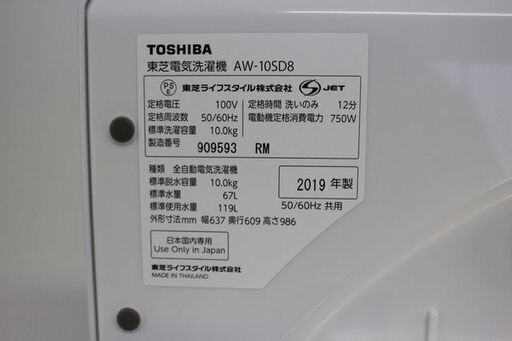 TOSHIBA
東芝電気洗濯機 AW-10SD8
PS E 東芝ライフスタイル株式会社 S JET
定格電圧 100V 定格時間 洗いのみ 12分
定格周波数 50/60Hz 電動機定格消費電力 750W
標準洗濯容量 10.0kg
製造番号 909593 RM
種類 全自動電気洗濯機
標準脱水容量 10.0kg
標準水量 67L
標準使用水量 119L
外形寸法mm 幅637 奥行609 高さ986
2019 年製
50/60Hz 共用
日本国内専用
Use Only in Japan
東芝ライフスタイル株式会社
MADE IN THAILAND